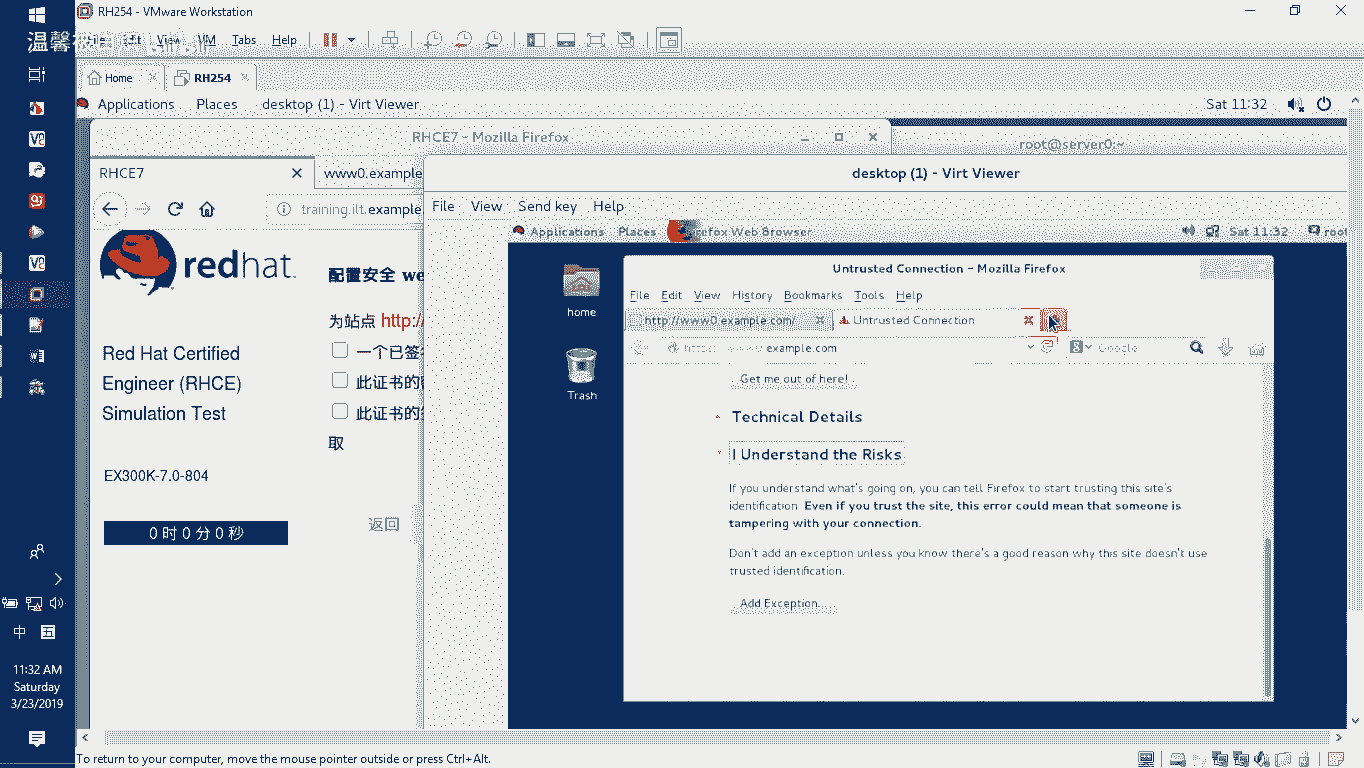 RH254 - VMware Workstation
温馨
Edit View VM Tabs Help
Home
RH254
Applications Places desktop (1) - Virt Viewer
Sat 11:32
RHCE7 - Mozilla Firefox
root@server0:~
RHCE7
www0.example
desktop (1) - Virt Viewer
training.ilt.example
File View Send key Help
Applications Places
Firefox Web Browser
Sat 11:32
root
redhat.
配置安全 we
为站点 http:/
一个已签
此证书的
此证书的
取
Red Hat Certified
Engineer (RHCE)
Simulation Test
EX300K-7.0-804
0 时 0 分 0 秒
返回
home
Trash
Untrusted Connection - Mozilla Firefox
File Edit View History Bookmarks Tools Help
http://www0.example.com/
Untrusted Connection
example.com
Google
Get me out of here!
Technical Details
I Understand the Risks
If you understand what's going on, you can tell Firefox to start trusting this site's
identification. Even if you trust the site, this error could mean that someone is
tampering with your connection.
Don't add an exception unless you know there's a good reason why this site doesn't use
trusted identification.
Add Exception...
中
五
11:32 AM
Saturday
3/23/2019
To return to your computer, move the mouse pointer outside or press Ctrl+Alt.